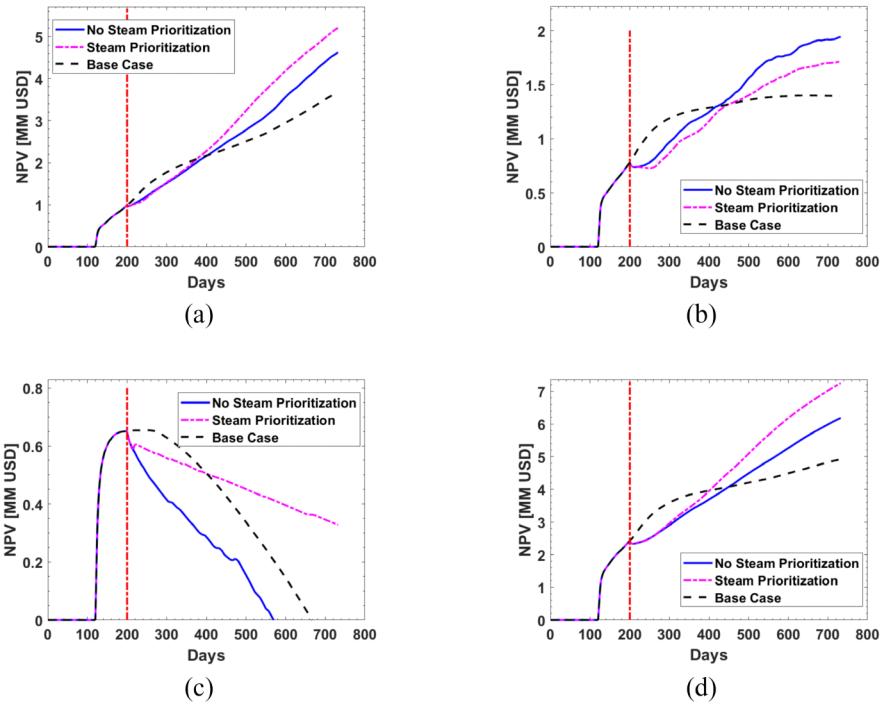 NPV [MM USD]
5
4
3
2
1
0
No Steam Prioritization
Steam Prioritization
Base Case
0 100 200 300 400 500 600 700 800
Days
(a)
NPV [MM USD]
2
1.5
1
0.5
0
No Steam Prioritization
Steam Prioritization
Base Case
0 100 200 300 400 500 600 700 800
Days
(b)
NPV [MM USD]
0.8
0.6
0.4
0.2
0
No Steam Prioritization
Steam Prioritization
Base Case
0 100 200 300 400 500 600 700 800
Days
(c)
NPV [MM USD]
7
6
5
4
3
2
1
0
No Steam Prioritization
Steam Prioritization
Base Case
0 100 200 300 400 500 600 700 800
Days
(d)